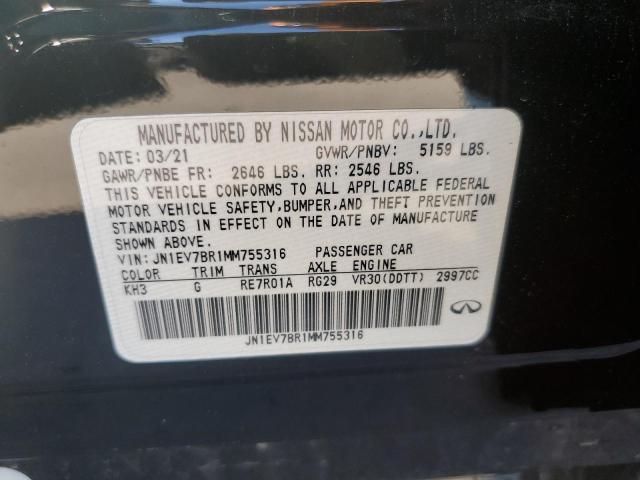 MANUFACTURED BY NISSAN MOTOR CO.,LTD.
DATE: 03/21 GVWR/PNBV: 5159 LBS.
GAWR/PNBE FR: 2646 LBS. RR: 2546 LBS.
THIS VEHICLE CONFORMS TO ALL APPLICABLE FEDERAL
MOTOR VEHICLE SAFETY,BUMPER,AND THEFT PREVENTION
STANDARDS IN EFFECT ON THE DATE OF MANUFACTURE
SHOWN ABOVE.
VIN: JN1EV7BR1MM755316 PASSENGER CAR
COLOR TRIM TRANS AXLE ENGINE
KH3 G RE7R01A RG29 VR30(DDTT) 2997CC
JN1EV7BR1MM755316